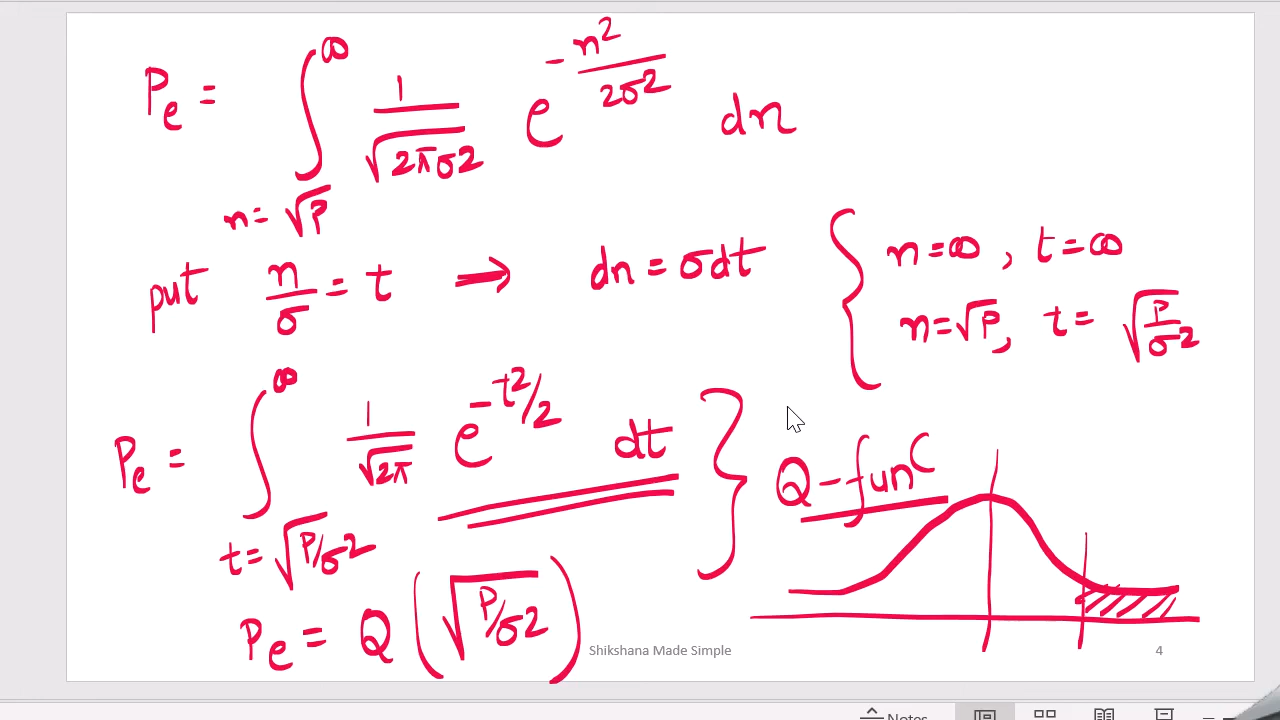 Pe = ∫_{n=√P}^{∞} 1/√(2πσ2) e^{-n²/2σ2} dn
put n/σ = t → dn = σdt { n=∞, t=∞
n=√P, t= √(P/σ2)
Pe = ∫_{t=√(P/σ2)}^{∞} 1/√(2π) e^{-t²/2} dt } Q-func
Pe = Q(√(P/σ2))
Shikshana Made Simple 4
Notes